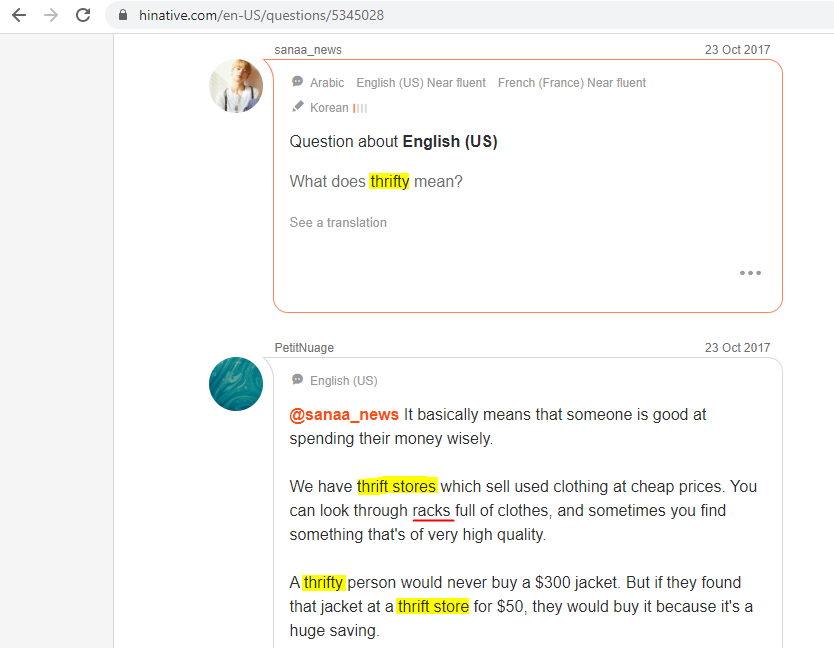 hinative.com/en-US/questions/5345028
sanaa_news 23 Oct 2017
Arabic English (US) Near fluent French (France) Near fluent
Korean
Question about English (US)
What does thrifty mean?
See a translation
PetitNuage 23 Oct 2017
English (US)
@sanaa_news It basically means that someone is good at
spending their money wisely.
We have thrift stores which sell used clothing at cheap prices. You
can look through racks full of clothes, and sometimes you find
something that's of very high quality.
A thrifty person would never buy a $300 jacket. But if they found
that jacket at a thrift store for $50, they would buy it because it's a
huge saving.